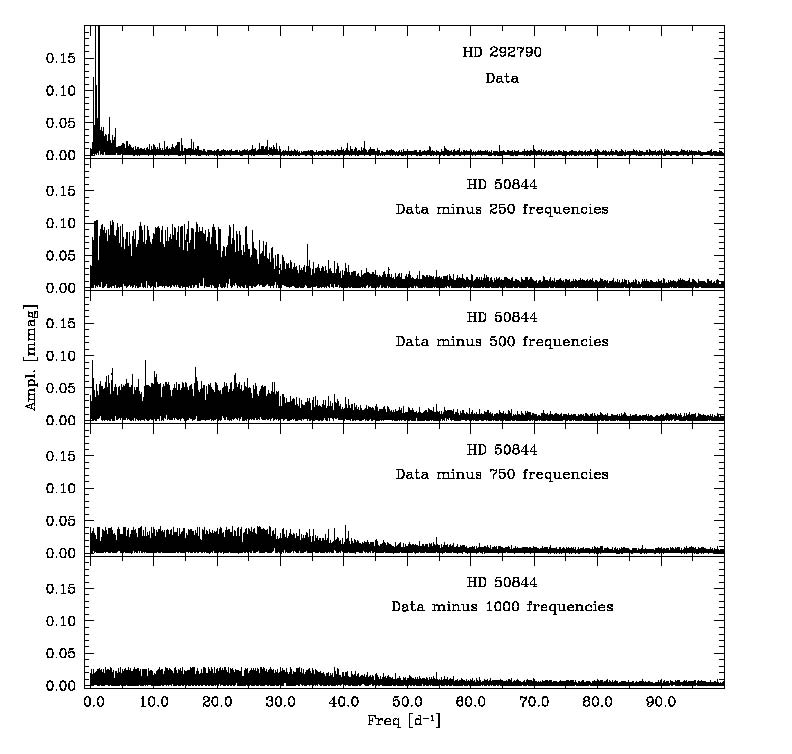 HD 292790
Data
0.15
0.10
0.05
0.00
HD 50844
Data minus 250 frequencies
0.15
0.10
0.05
0.00
HD 50844
Data minus 500 frequencies
0.15
0.10
0.05
0.00
Ampl. [mmag]
HD 50844
Data minus 750 frequencies
0.15
0.10
0.05
0.00
HD 50844
Data minus 1000 frequencies
0.15
0.10
0.05
0.00
0.0 10.0 20.0 30.0 40.0 50.0 60.0 70.0 80.0 90.0
Freq [d⁻¹]